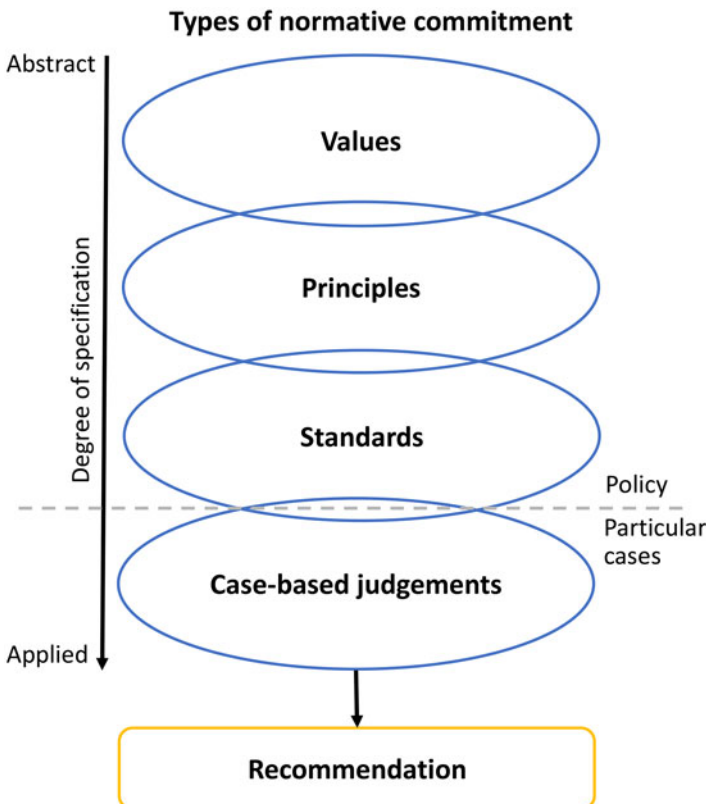 Types of normative commitment
Abstract
Values
Principles
Degree of specification
Standards
Policy
Particular
cases
Case-based judgements
Applied
Recommendation